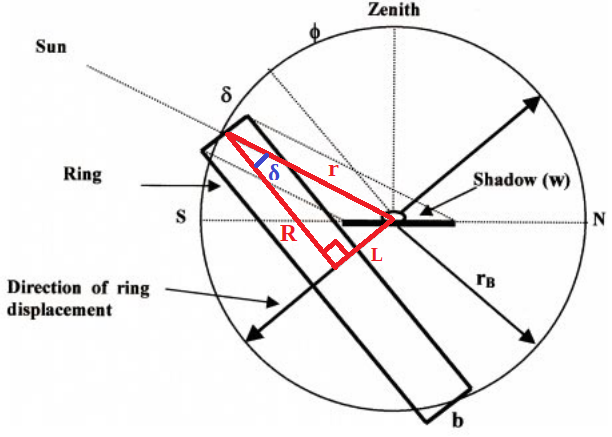 Zenith
ϕ
Sun
δ
δ
r
Ring
Shadow (w)
S
N
R
L
Direction of ring
displacement
r_B
b